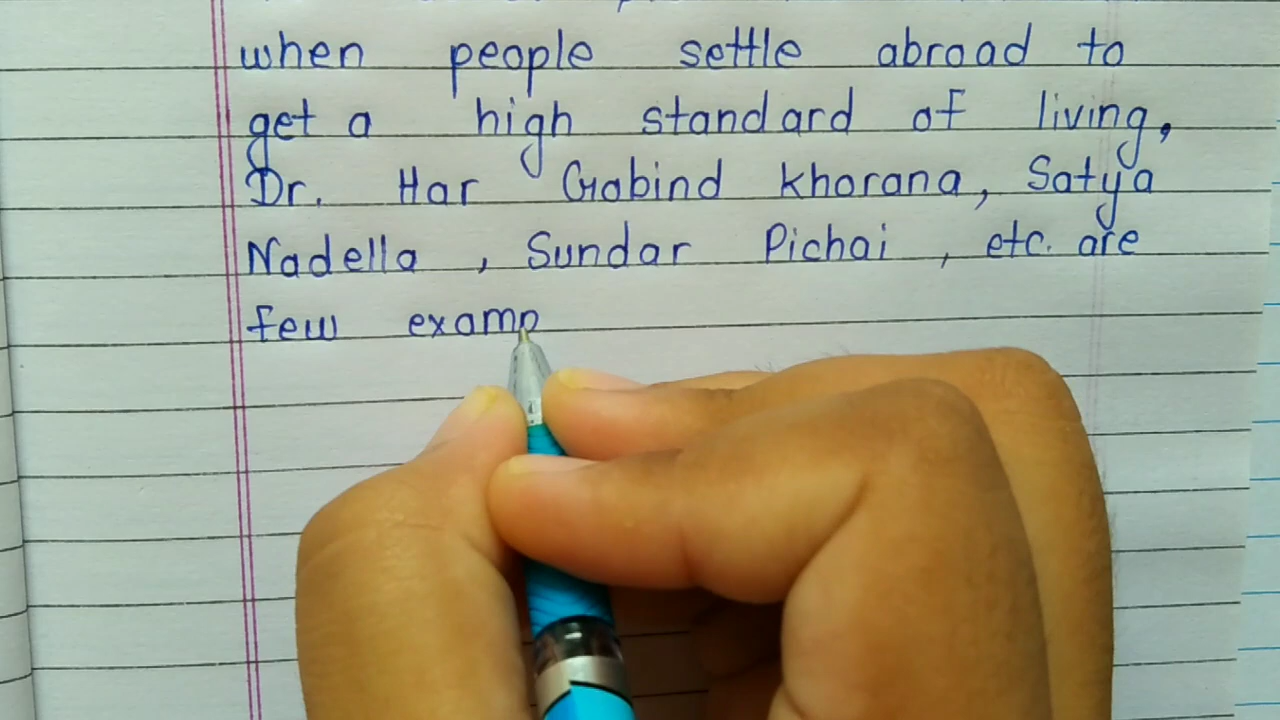 when people settle abroad to
get a high standard of living,
Dr. Har Gobind Khorana, Satya
Nadella, Sundar Pichai, etc. are
few examp